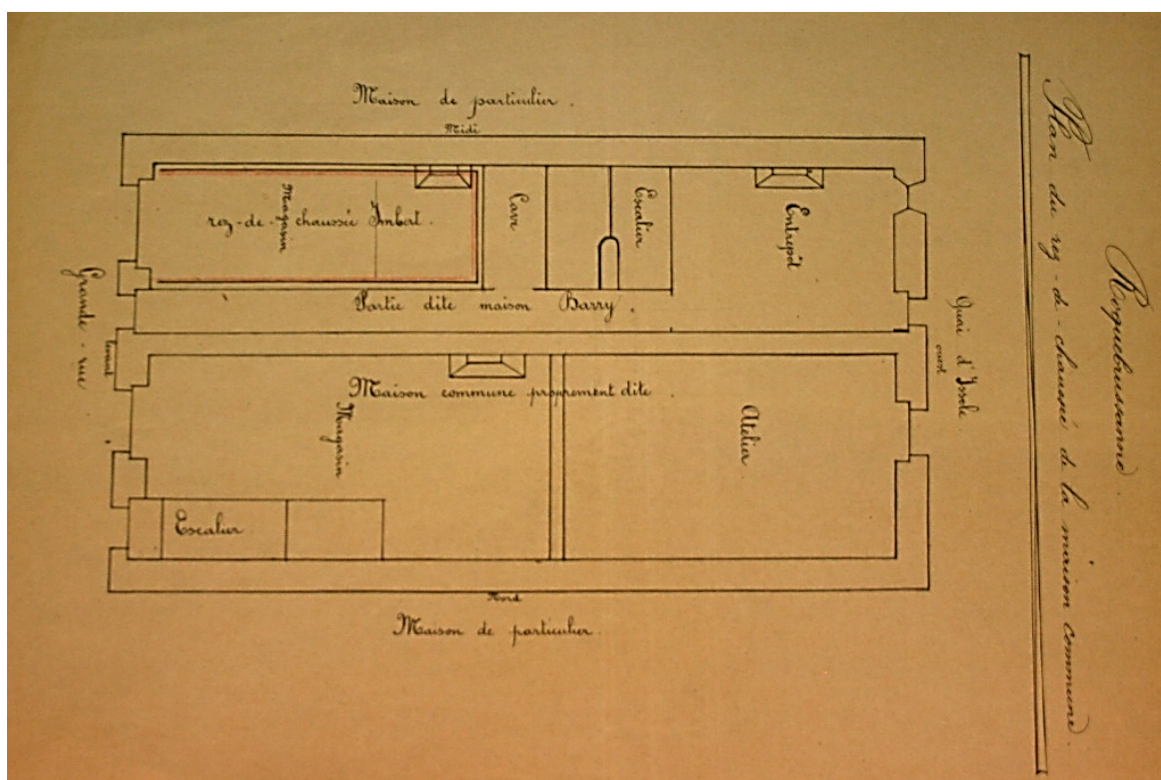 Roquebrussanne.
Plan du rez-de-chaussé de la maison commune.
Maison de particulier.
Midi
Magasin
rez-de-chaussée Imbert.
Cave
Escalier
Entrepôt
Partie dite maison Barry.
Grande-rue
Levant
Quai d'Issole.
ouest
Maison commune proprement dite.
Magasin
Atelier
Escalier
Nord
Maison de particulier.